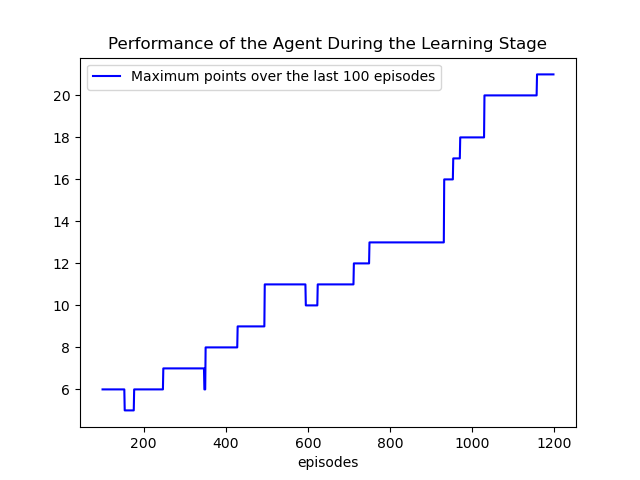 Performance of the Agent During the Learning Stage
Maximum points over the last 100 episodes
20
18
16
14
12
10
8
6
200 400 600 800 1000 1200
episodes